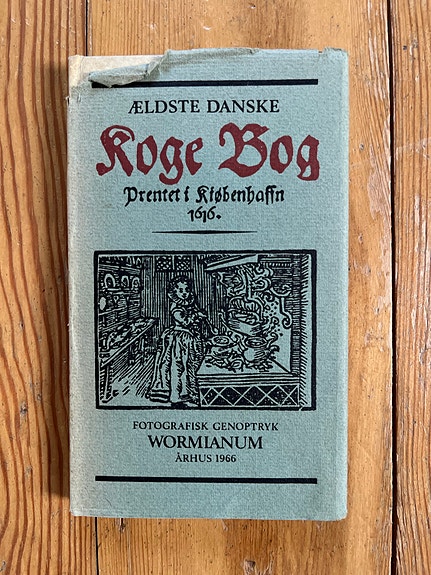 ÆLDSTE DANSKE
Koge Bog
Prentet i Kiøbenhaffn
1616.
FOTOGRAFISK GENOPTRYK
WORMIANUM
ÅRHUS 1966